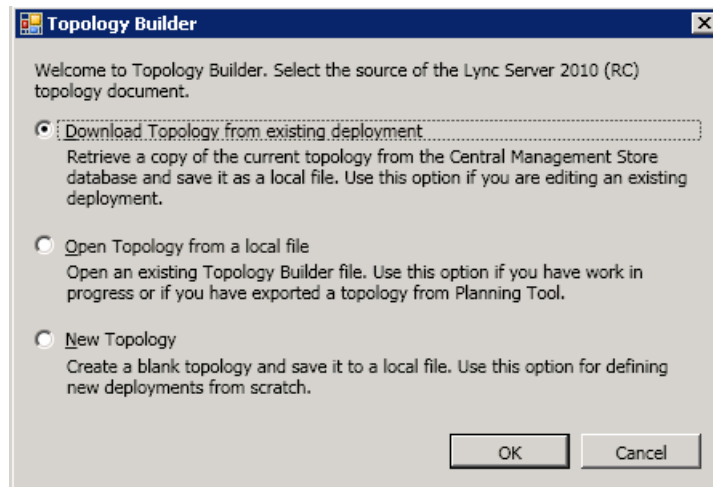 Topology Builder
Welcome to Topology Builder. Select the source of the Lync Server 2010 (RC)
topology document.
Download Topology from existing deployment
Retrieve a copy of the current topology from the Central Management Store
database and save it as a local file. Use this option if you are editing an existing
deployment.
Open Topology from a local file
Open an existing Topology Builder file. Use this option if you have work in
progress or if you have exported a topology from Planning Tool.
New Topology
Create a blank topology and save it to a local file. Use this option for defining
new deployments from scratch.
OK Cancel